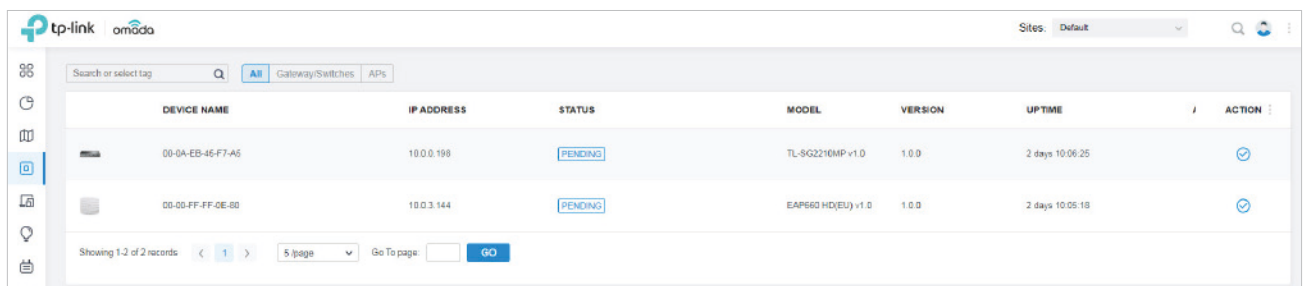 tp-link omada Sites: Default
Search or select tag All Gateway/Switches APs
DEVICE NAME IP ADDRESS STATUS MODEL VERSION UPTIME ACTION
00-0A-EB-46-F7-A5 10.0.0.198 PENDING TL-SG2210MP v1.0 1.0.0 2 days 10:06:25
00-00-FF-FF-0E-80 10.0.3.144 PENDING EAP660 HD(EU) v1.0 1.0.0 2 days 10:05:18
Showing 1-2 of 2 records < 1 > 5 /page Go To page: GO